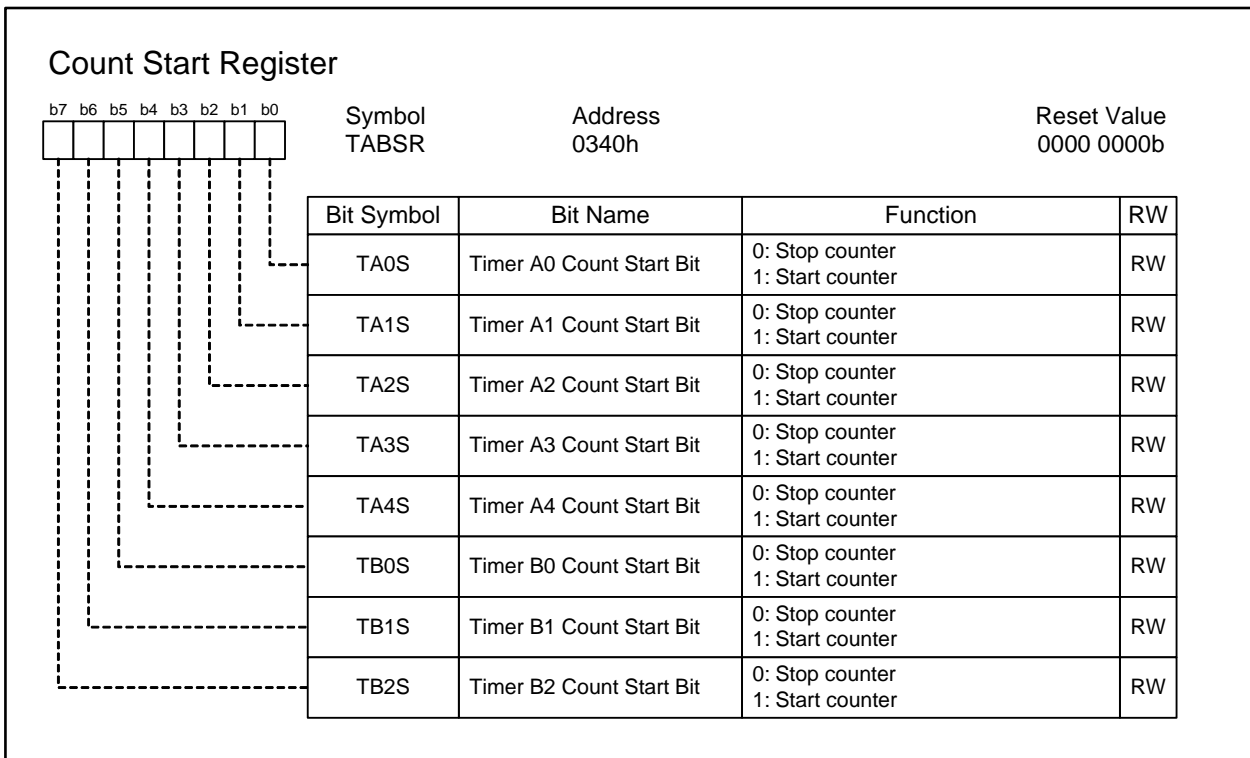 Count Start Register
b7 b6 b5 b4 b3 b2 b1 b0
Symbol Address Reset Value
TABSR 0340h 0000 0000b
Bit Symbol Bit Name Function RW
TA0S Timer A0 Count Start Bit 0: Stop counter
1: Start counter RW
TA1S Timer A1 Count Start Bit 0: Stop counter
1: Start counter RW
TA2S Timer A2 Count Start Bit 0: Stop counter
1: Start counter RW
TA3S Timer A3 Count Start Bit 0: Stop counter
1: Start counter RW
TA4S Timer A4 Count Start Bit 0: Stop counter
1: Start counter RW
TB0S Timer B0 Count Start Bit 0: Stop counter
1: Start counter RW
TB1S Timer B1 Count Start Bit 0: Stop counter
1: Start counter RW
TB2S Timer B2 Count Start Bit 0: Stop counter
1: Start counter RW